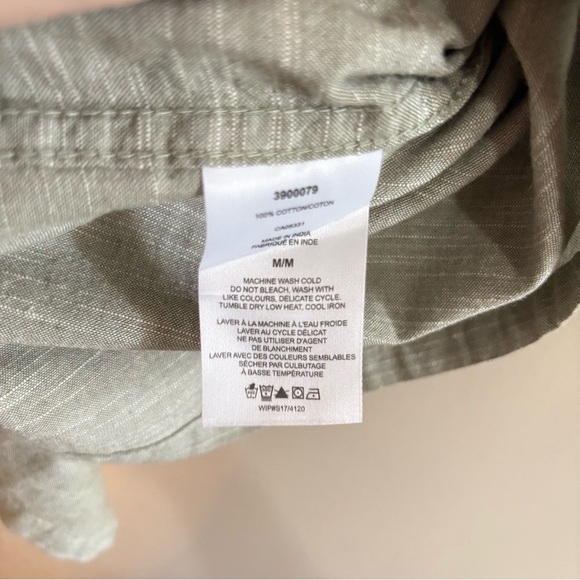 3900079
100% COTTON/COTON
CA05331
MADE IN INDIA
FABRIQUÉ EN INDE
M/M
MACHINE WASH COLD
DO NOT BLEACH, WASH WITH
LIKE COLOURS, DELICATE CYCLE,
TUMBLE DRY LOW HEAT, COOL IRON
LAVER À LA MACHINE À L'EAU FROIDE
LAVER AU CYCLE DÉLICAT
NE PAS UTILISER D'AGENT
DE BLANCHIMENT
LAVER AVEC DES COULEURS SEMBLABLES
SÉCHER PAR CULBUTAGE
À BASSE TEMPÉRATURE
WIP#S17/4120